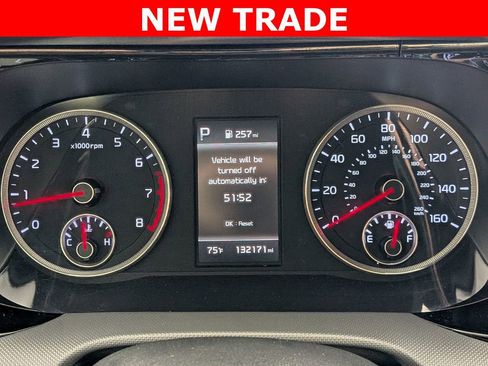 NEW TRADE
x1000rpm
0
1
2
3
4
5
6
7
8
C
H
P
257 mi
Vehicle will be
turned off
automatically in:
51:52
OK : Reset
75°F
132171 mi
MPH
0
20
40
60
80
100
120
140
160
km/h
E
F